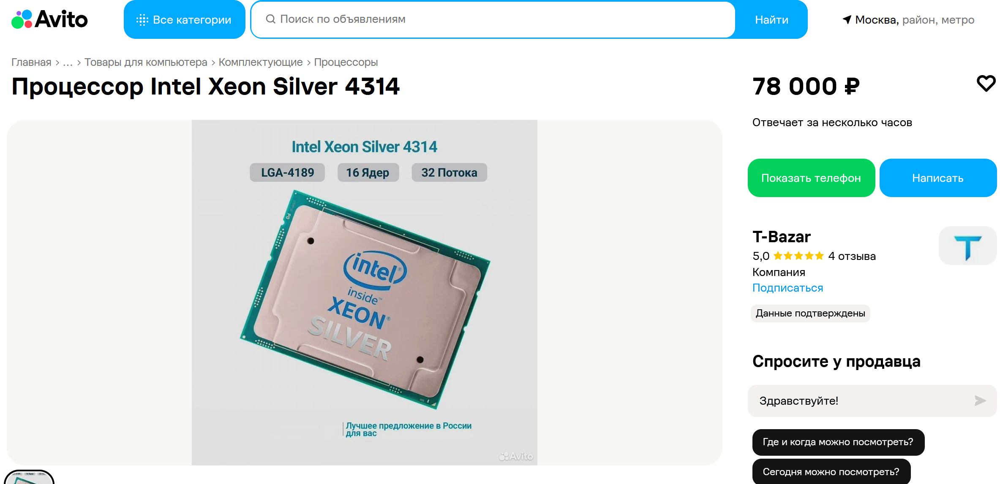 Avito
Все категории
Поиск по объявлениям
Найти
Москва, район, метро
Главная > ... > Товары для компьютера > Комплектующие > Процессоры
Процессор Intel Xeon Silver 4314
78 000 ₽
Отвечает за несколько часов
Intel Xeon Silver 4314
LGA-4189
16 Ядер
32 Потока
intel®
inside™
XEON®
SILVER
Лучшее предложение в России
для вас
Avito
Показать телефон
Написать
T-Bazar
5,0
4 отзыва
Компания
Подписаться
Данные подтверждены
Спросите у продавца
Здравствуйте!
Где и когда можно посмотреть?
Сегодня можно посмотреть?